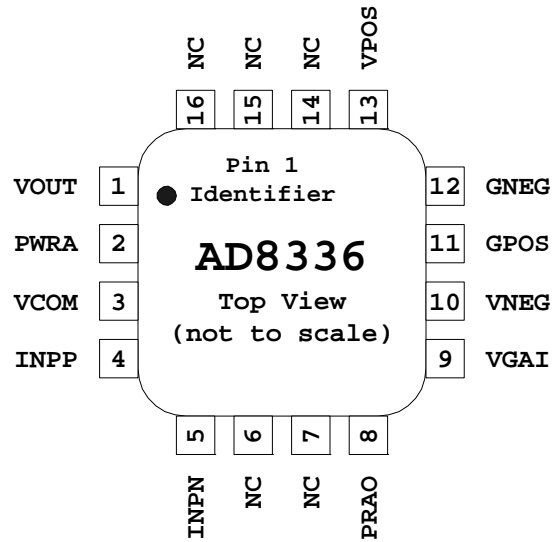 NC NC NC VPOS
16 15 14 13
Pin 1
Identifier
VOUT 1
12 GNEG
PWRA 2
11 GPOS
AD8336
VCOM 3
10 VNEG
Top View
(not to scale)
INPP 4
9 VGAI
5 6 7 8
INPN NC NC PRAO